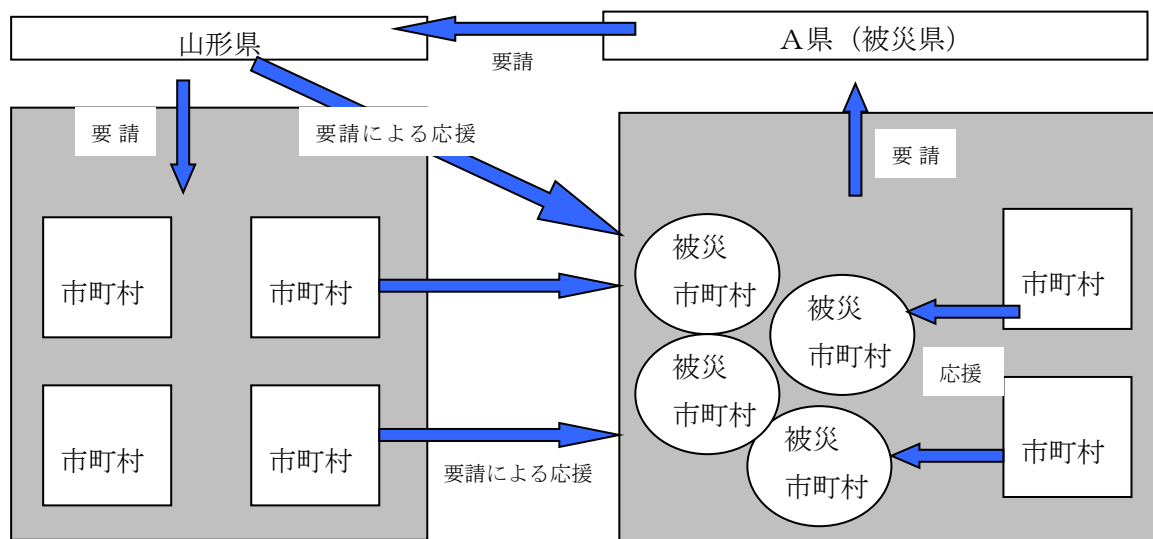 山形県
A県（被災県）
要請
要 請
要請による応援
要 請
被災
市町村
市町村
市町村
市町村
被災
市町村
被災
市町村
応援
市町村
市町村
被災
市町村
市町村
要請による応援